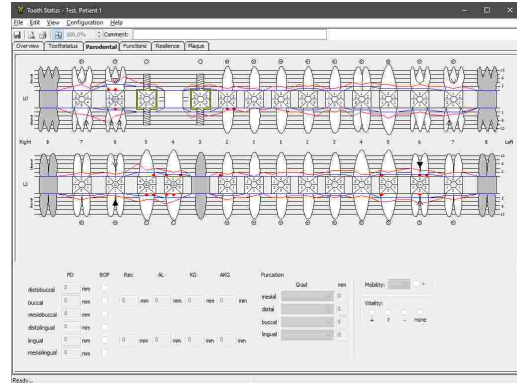 Tooth Status - Test, Patient 1
File Edit View Configuration Help
100.0% Comment:
Overview Toothstatus Parodontal Functions Resilience Plaque
UJ
Right 8 7 6 5 4 3 2 1 1 2 3 4 5 6 7 8 Left
LJ
PD BOP Rec. AL KG AKG Furcation
Grad mm
distobuccal 0 mm
buccal 0 mm 0 mm 0 mm 0 mm 0 mm
mesiobuccal 0 mm
distolingual 0 mm
lingual 0 mm 0 mm 0 mm 0 mm 0 mm
mesiolingual 0 mm
mesial 0
distal 0
buccal 0
lingual 0
Mobility: +
Vitality:
+ ? - none
Ready...